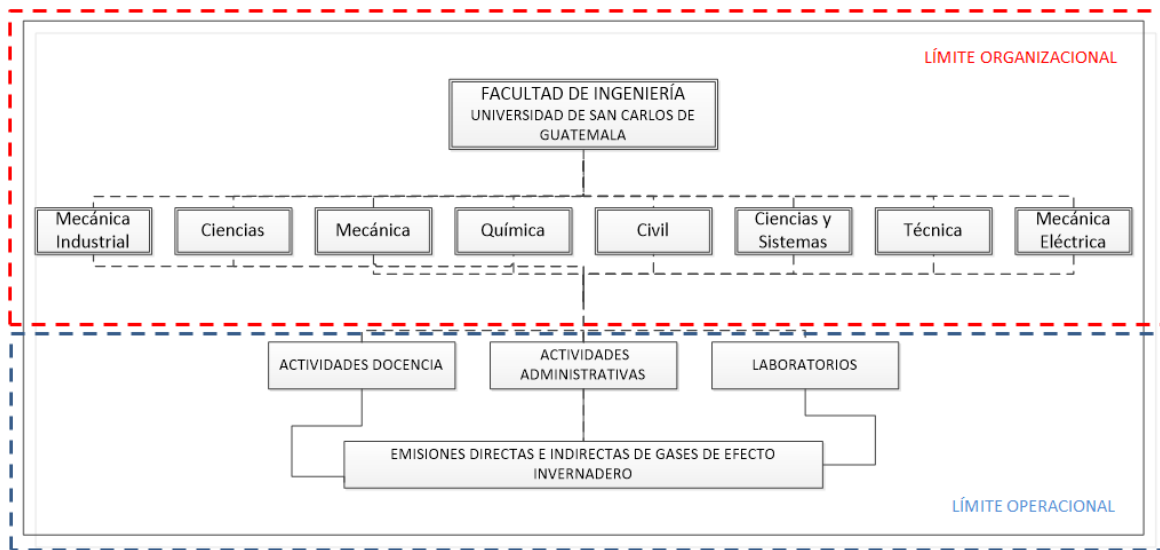 LÍMITE ORGANIZACIONAL
FACULTAD DE INGENIERÍA
UNIVERSIDAD DE SAN CARLOS DE
GUATEMALA
Mecánica
Industrial
Ciencias
Mecánica
Química
Civil
Ciencias y
Sistemas
Técnica
Mecánica
Eléctrica
ACTIVIDADES DOCENCIA
ACTIVIDADES
ADMINISTRATIVAS
LABORATORIOS
EMISIONES DIRECTAS E INDIRECTAS DE GASES DE EFECTO
INVERNADERO
LÍMITE OPERACIONAL